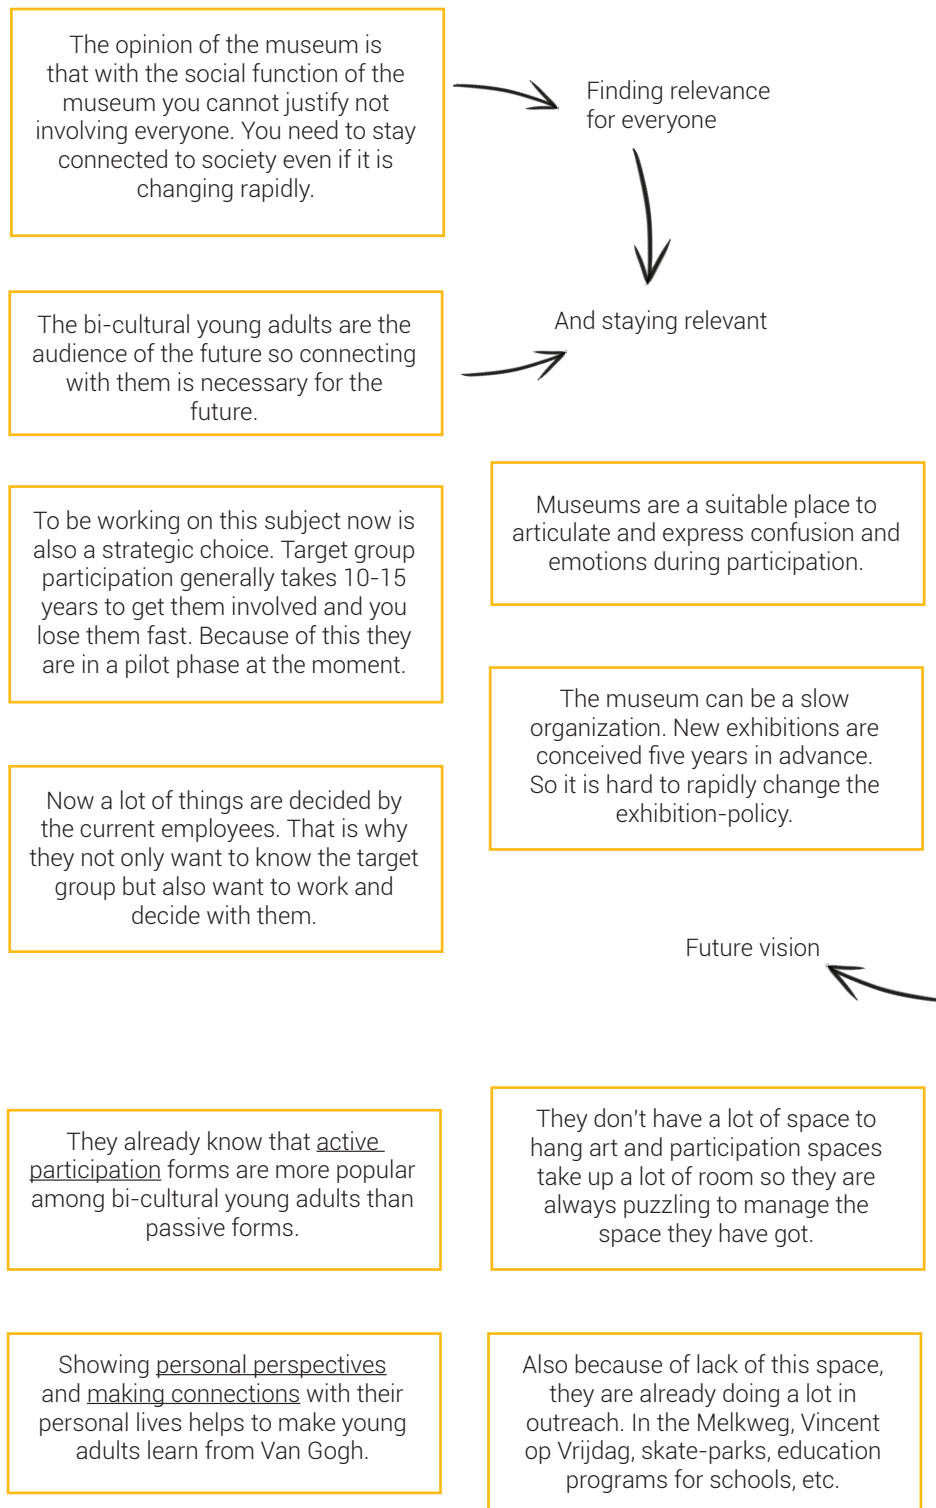 The opinion of the museum is
that with the social function of the
museum you cannot justify not
involving everyone. You need to stay
connected to society even if it is
changing rapidly.
Finding relevance
for everyone
The bi-cultural young adults are the
audience of the future so connecting
with them is necessary for the
future.
And staying relevant
To be working on this subject now is
also a strategic choice. Target group
participation generally takes 10-15
years to get them involved and you
lose them fast. Because of this they
are in a pilot phase at the moment.
Museums are a suitable place to
articulate and express confusion and
emotions during participation.
The museum can be a slow
organization. New exhibitions are
conceived five years in advance.
So it is hard to rapidly change the
exhibition-policy.
Now a lot of things are decided by
the current employees. That is why
they not only want to know the target
group but also want to work and
decide with them.
Future vision
They already know that active
participation forms are more popular
among bi-cultural young adults than
passive forms.
They don't have a lot of space to
hang art and participation spaces
take up a lot of room so they are
always puzzling to manage the
space they have got.
Showing personal perspectives
and making connections with their
personal lives helps to make young
adults learn from Van Gogh.
Also because of lack of this space,
they are already doing a lot in
outreach. In the Melkweg, Vincent
op Vrijdag, skate-parks, education
programs for schools, etc.